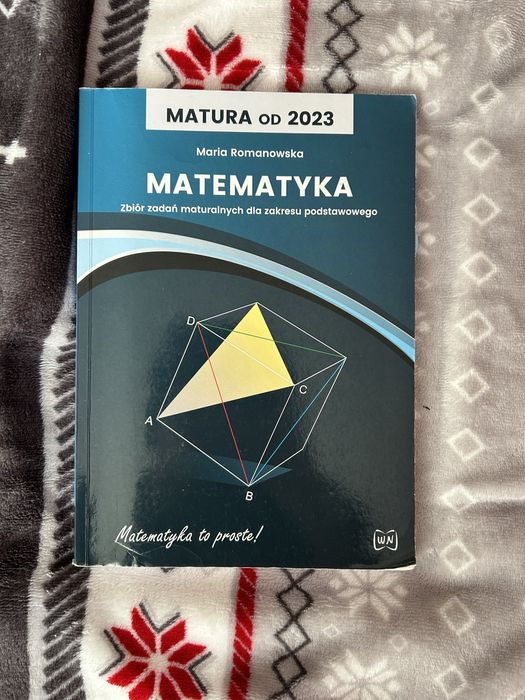 MATURA OD 2023
Maria Romanowska
MATEMATYKA
Zbiór zadań maturalnych dla zakresu podstawowego
D
C
A
B
Matematyka to proste!
WN